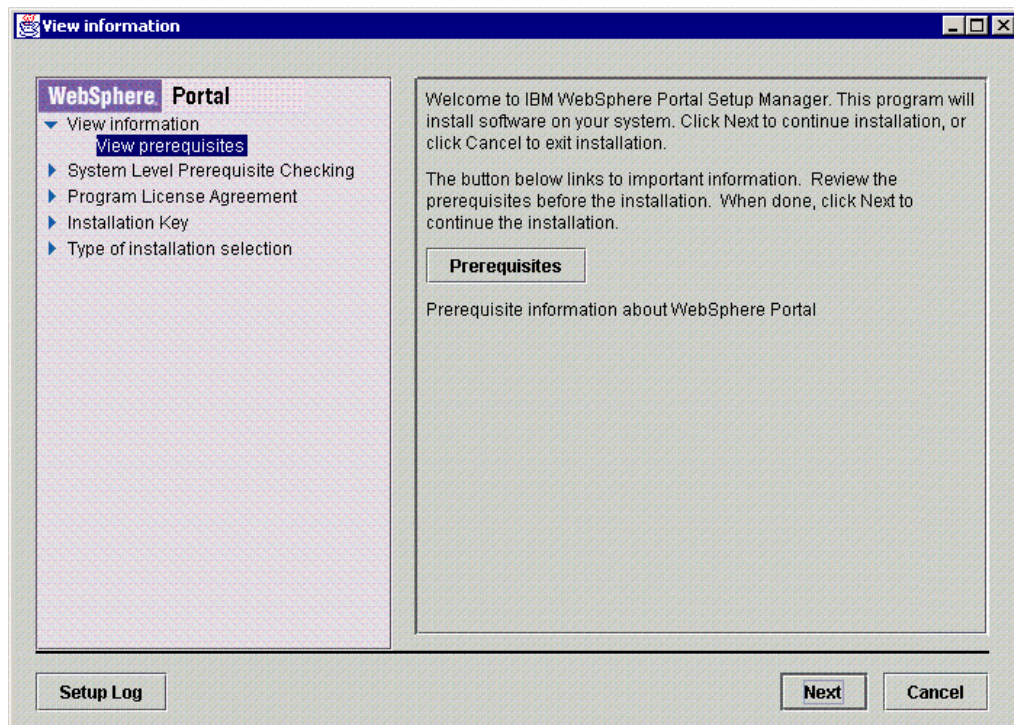 View information
WebSphere Portal
View information
View prerequisites
System Level Prerequisite Checking
Program License Agreement
Installation Key
Type of installation selection
Welcome to IBM WebSphere Portal Setup Manager. This program will
install software on your system. Click Next to continue installation, or
click Cancel to exit installation.
The button below links to important information. Review the
prerequisites before the installation. When done, click Next to
continue the installation.
Prerequisites
Prerequisite information about WebSphere Portal
Setup Log
Next
Cancel